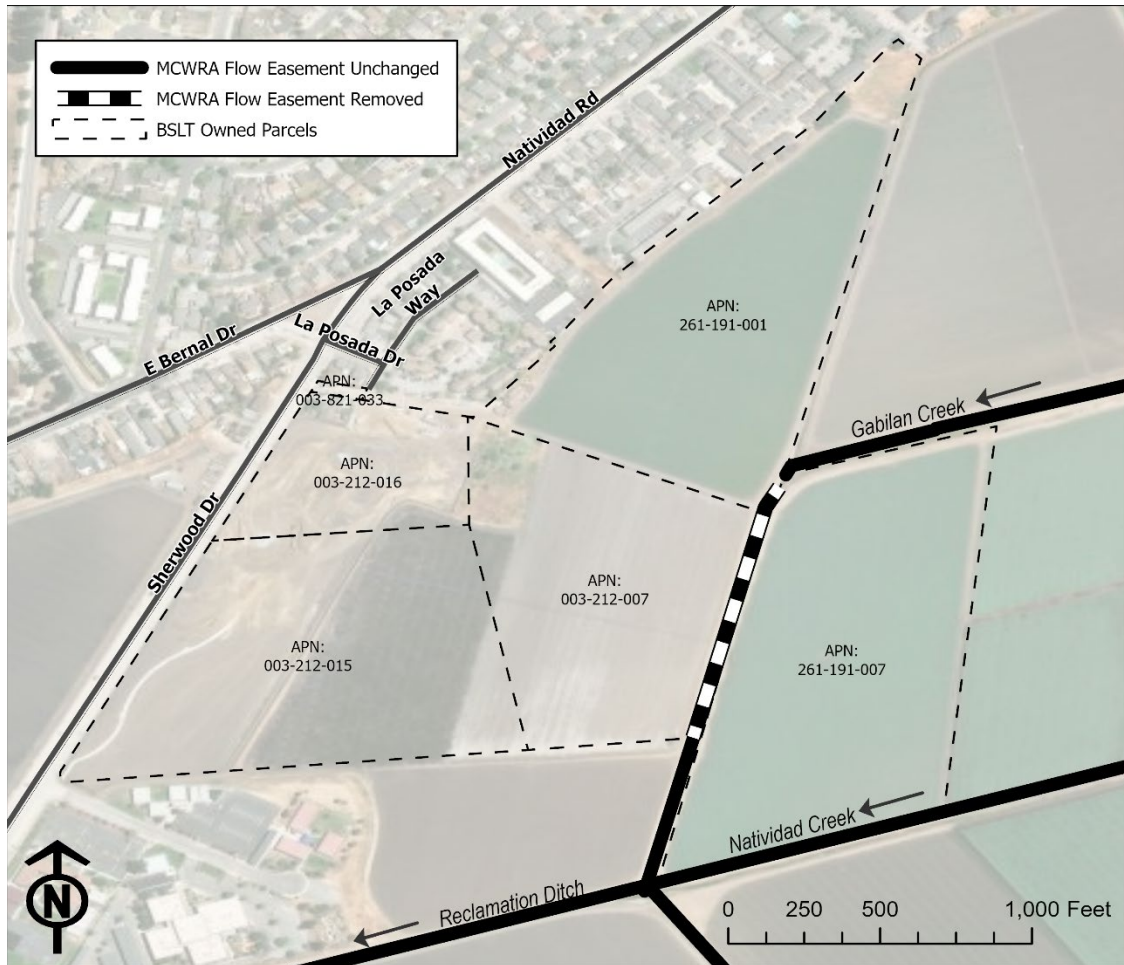 MCWRA Flow Easement Unchanged
MCWRA Flow Easement Removed
BSLT Owned Parcels
Natividad Rd
La Posada
Way
E Bernal Dr
La Posada Dr
APN:
261-191-001
APN:
003-821-033
Gabilan Creek
APN:
003-212-016
Sherwood Dr
APN:
003-212-007
APN:
003-212-015
APN:
261-191-007
Natividad Creek
Reclamation Ditch
N
0 250 500 1,000 Feet